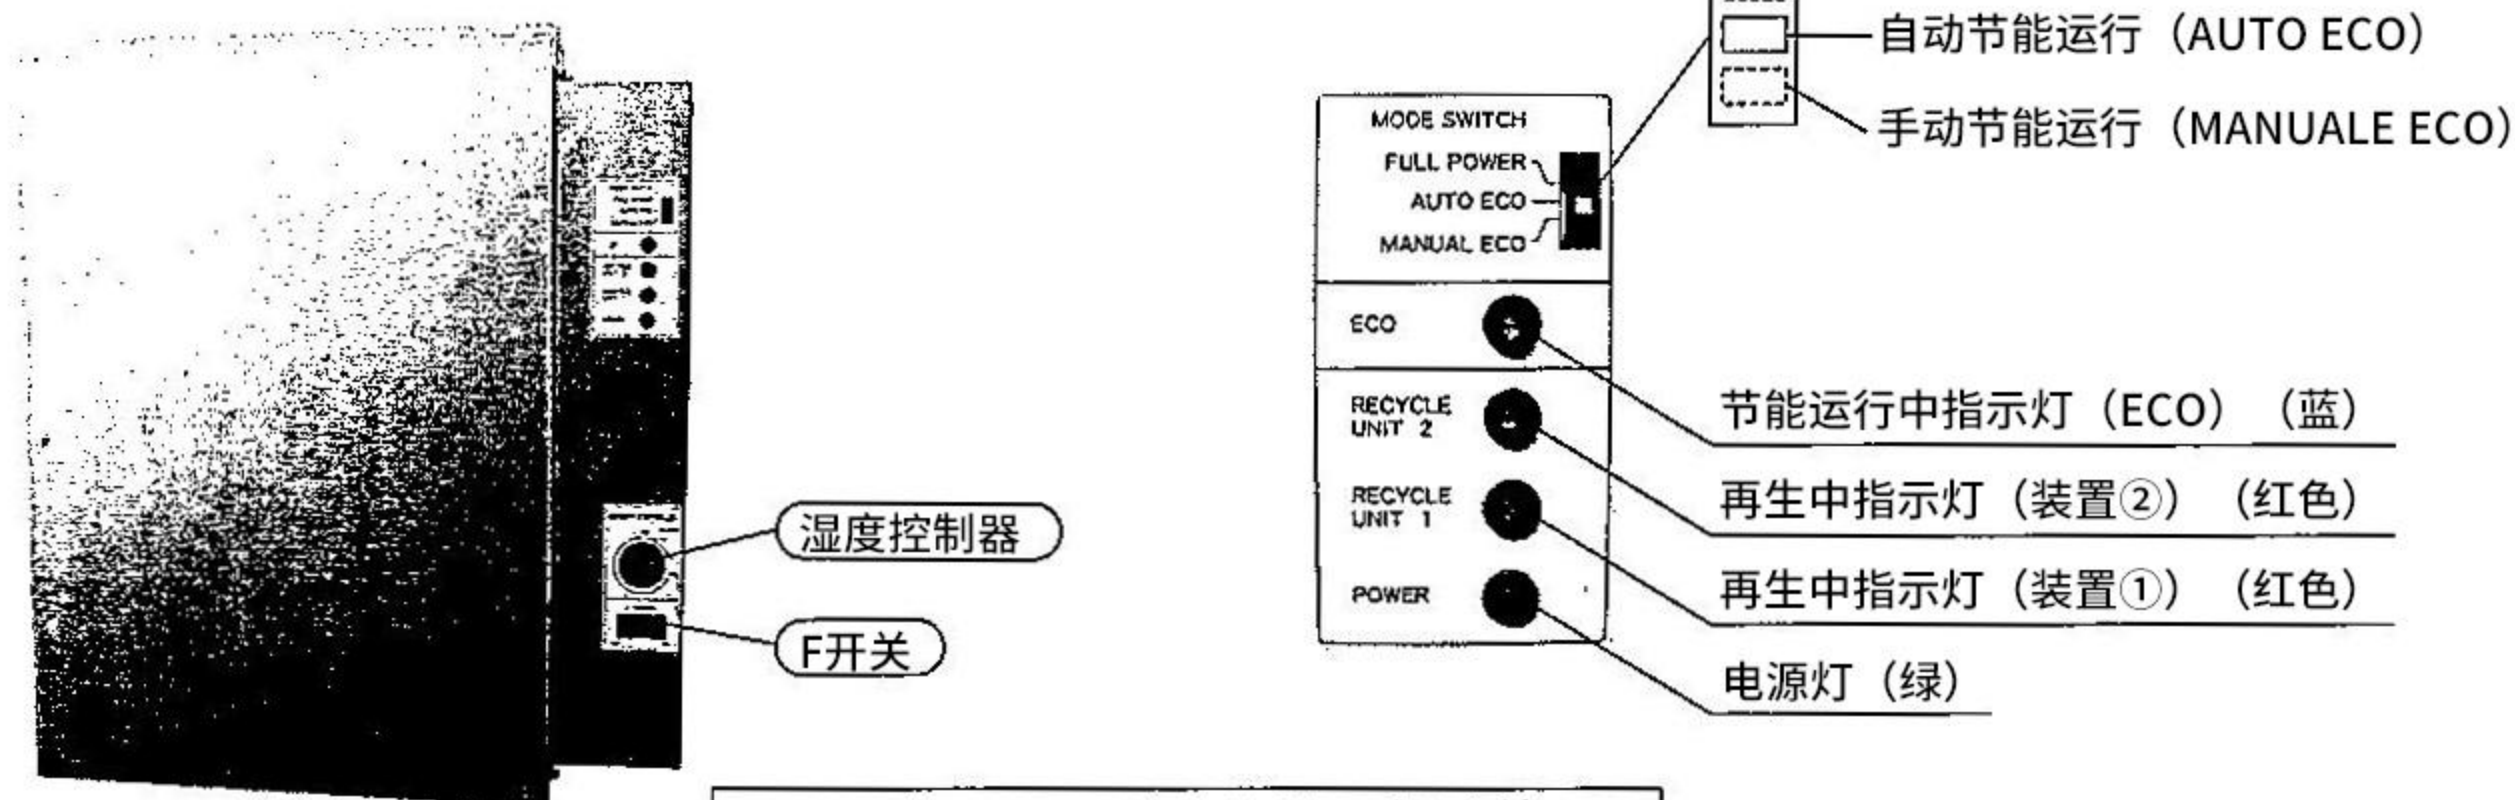 自动节能运行（AUTO ECO）
手动节能运行（MANUALE ECO）
MODE SWITCH
FULL POWER
AUTO ECO
MANUAL ECO
ECO
RECYCLE
UNIT 2
RECYCLE
UNIT 1
POWER
节能运行中指示灯（ECO）（蓝）
再生中指示灯（装置②）（红色）
再生中指示灯（装置①）（红色）
电源灯（绿）
湿度控制器
F开关